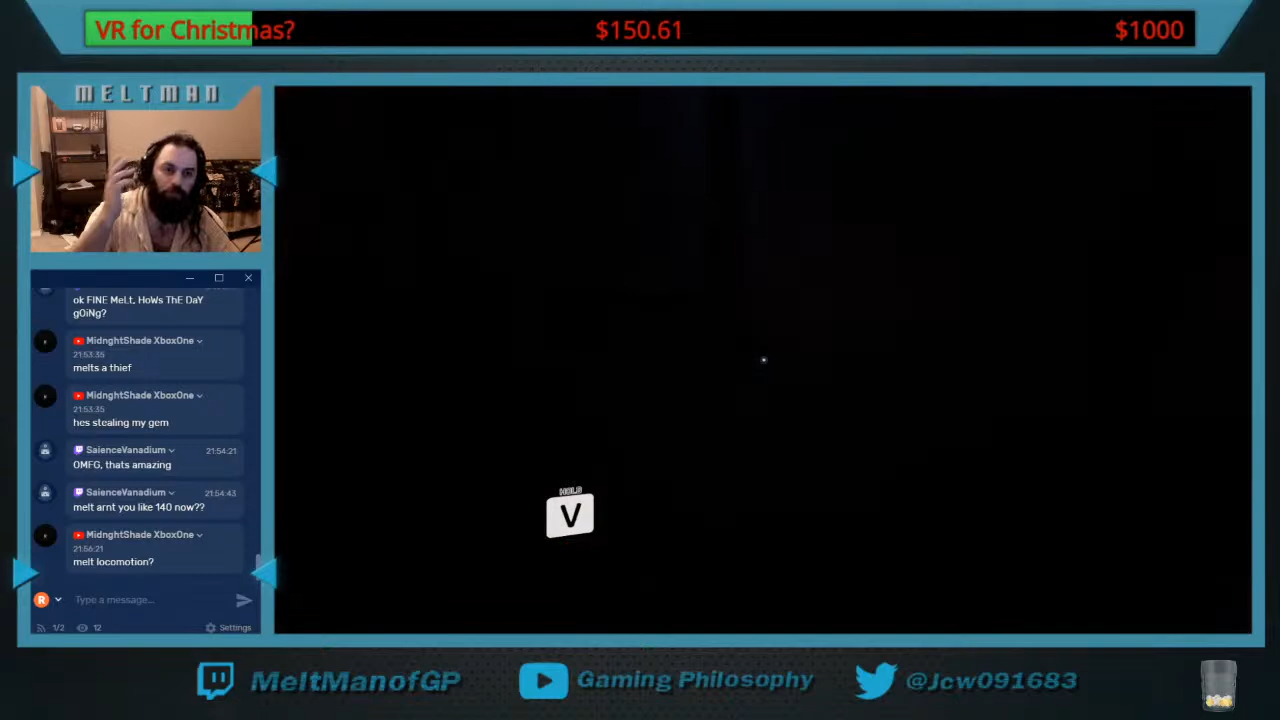 VR for Christmas?
$150.61
$1000
MELTMAN
ok FINE MeLt, HoWs ThE DaY
gOiNg?
MidnghtShade XboxOne
21:53:35
melts a thief
MidnghtShade XboxOne
21:53:35
hes stealing my gem
SaienceVanadium 21:54:21
OMFG, thats amazing
SaienceVanadium 21:54:43
melt arnt you like 140 now??
MidnghtShade XboxOne
21:56:21
melt locomotion?
R
Type a message...
1/2
12
Settings
HOLD
V
MeltManofGP
Gaming Philosophy
@Jcw091683